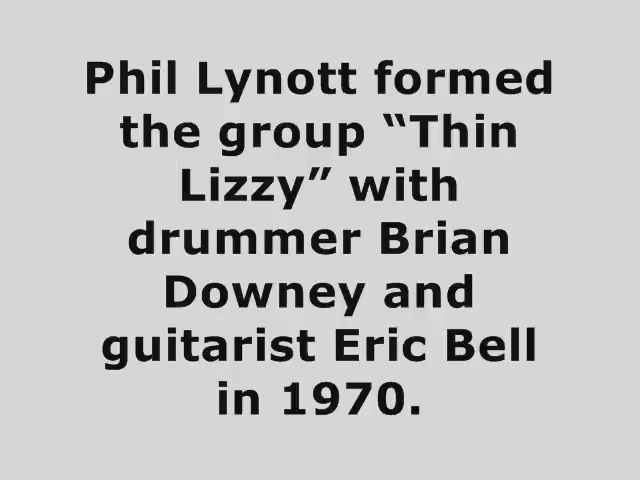 Phil Lynott formed
the group “Thin
Lizzy” with
drummer Brian
Downey and
guitarist Eric Bell
in 1970.